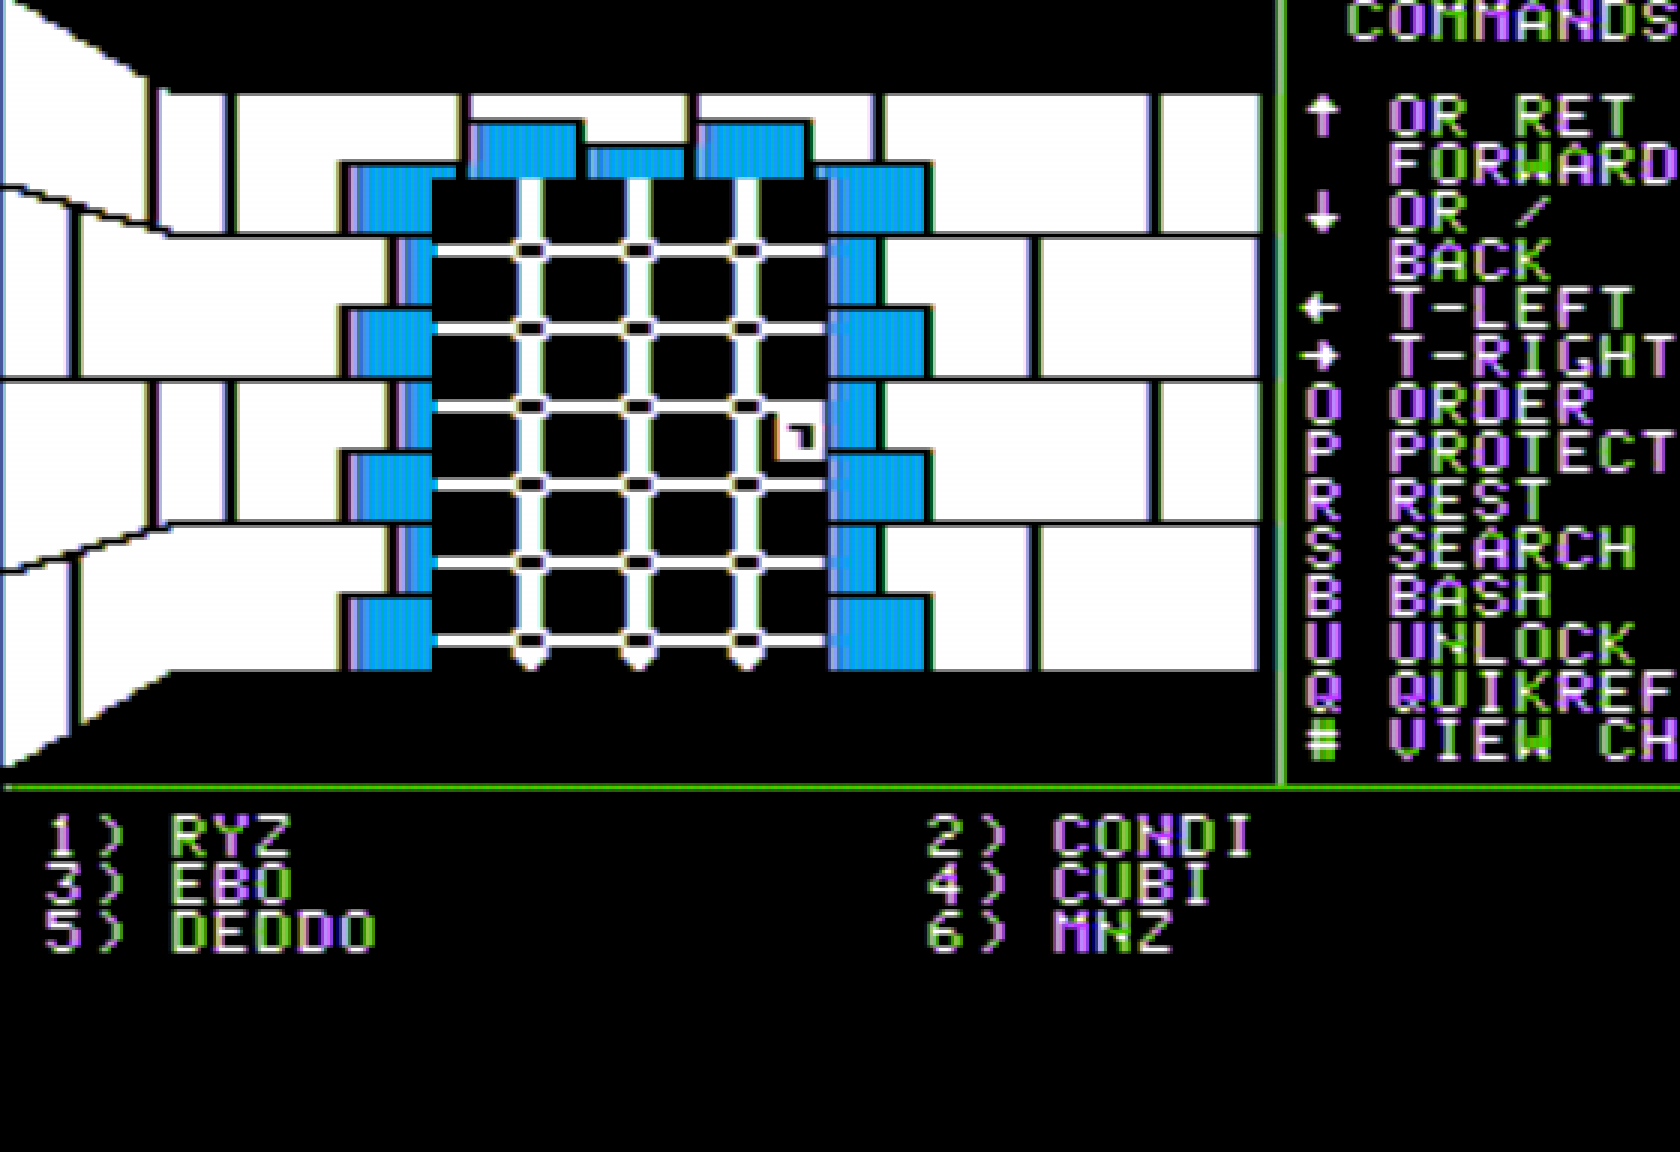 COMMANDS
↑ OR RET
FORWARD
↓ OR /
BACK
← T-LEFT
→ T-RIGHT
O ORDER
P PROTECT
R REST
S SEARCH
B BASH
U UNLOCK
Q QUIKREF
# VIEW CH
1) RYZ 2) CONDI
3) EBO 4) CUBI
5) DEDDO 6) MNZ